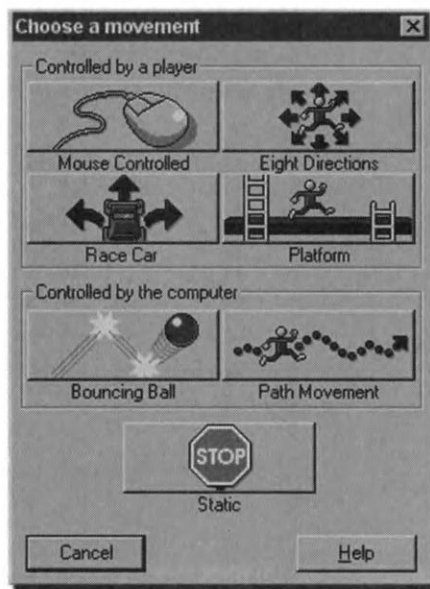 Choose a movement
Controlled by a player
Mouse Controlled
Eight Directions
Race Car
Platform
Controlled by the computer
Bouncing Ball
Path Movement
STOP
Static
Cancel
Help